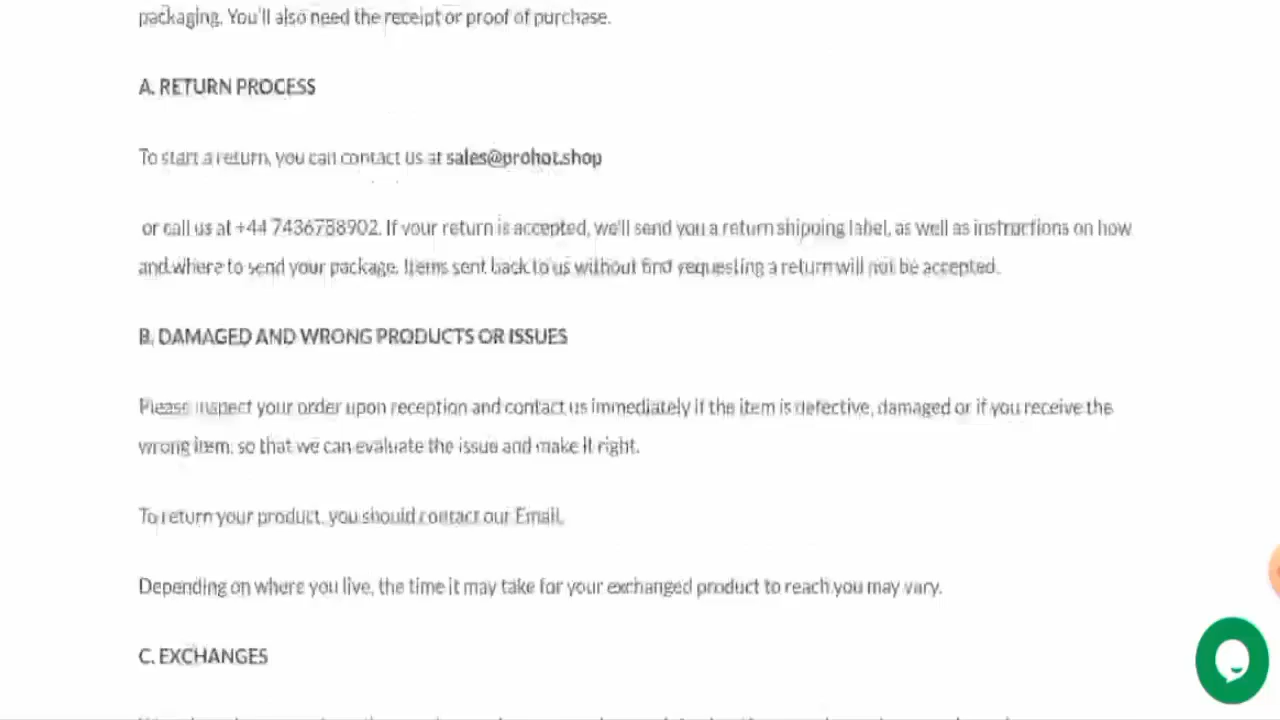 packaging. You'll also need the receipt or proof of purchase.
A. RETURN PROCESS
To start a return, you can contact us at sales@prohot.shop
or call us at +44 7436788902. If your return is accepted, we'll send you a return shipping label, as well as instructions on how
and where to send your package. Items sent back to us without first requesting a return will not be accepted.
B. DAMAGED AND WRONG PRODUCTS OR ISSUES
Please inspect your order upon reception and contact us immediately if the item is defective, damaged or if you receive the
wrong item, so that we can evaluate the issue and make it right.
To return your product, you should contact our Email.
Depending on where you live, the time it may take for your exchanged product to reach you may vary.
C. EXCHANGES